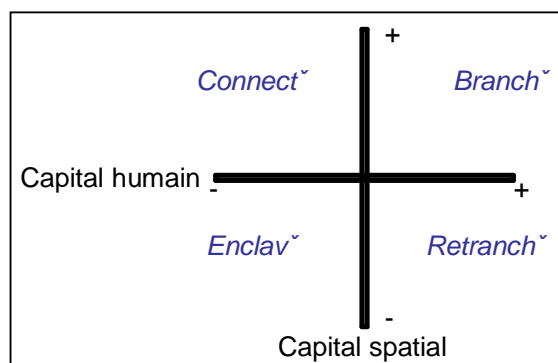 +
Connectˇ Branchˇ
Capital humain
- +
Enclavˇ Retranchˇ
-
Capital spatial